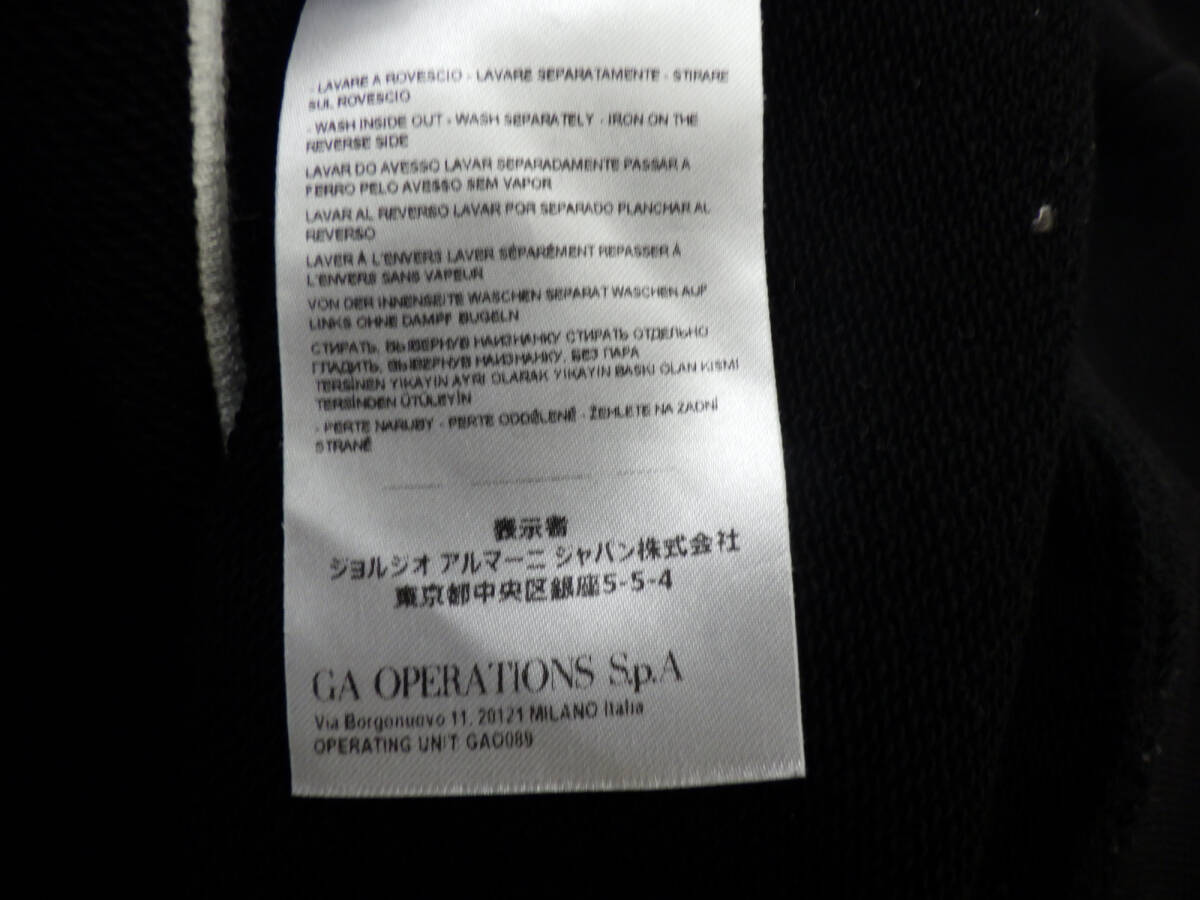 - LAVARE A ROVESCIO - LAVARE SEPARATAMENTE - STIRARE
SUL ROVESCIO
- WASH INSIDE OUT - WASH SEPARATELY - IRON ON THE
REVERSE SIDE
LAVAR DO AVESSO LAVAR SEPARADAMENTE PASSAR A
FERRO PELO AVESSO SEM VAPOR
LAVAR AL REVERSO LAVAR POR SEPARADO PLANCHAR AL
REVERSO
LAVER À L'ENVERS LAVER SÉPARÉMENT REPASSER À
L'ENVERS SANS VAPEUR
VON DER INNENSEITE WASCHEN SEPARAT WASCHEN AUF
LINKS OHNE DAMPF BUGELN
СТИРАТЬ, ВЫВЕРНУВ НАИЗНАНКУ СТИРАТЬ ОТДЕЛЬНО
ГЛАДИТЬ, ВЫВЕРНУВ НАИЗНАНКУ, БЕЗ ПАРА
TERSİNEN YIKAYIN AYRI OLARAK YIKAYIN BASKI OLAN KISMI
TERSİNDEN ÜTÜLEYİN
- PERTE NARUBY - PERTE ODDĚLENĚ - ŽEHLETE NA ZADNÍ
STRANĚ
表示者
ジョルジオ アルマーニ ジャパン株式会社
東京都中央区銀座5-5-4
GA OPERATIONS S.p.A
Via Borgonuovo 11, 20121 MILANO Italia
OPERATING UNIT GAO089